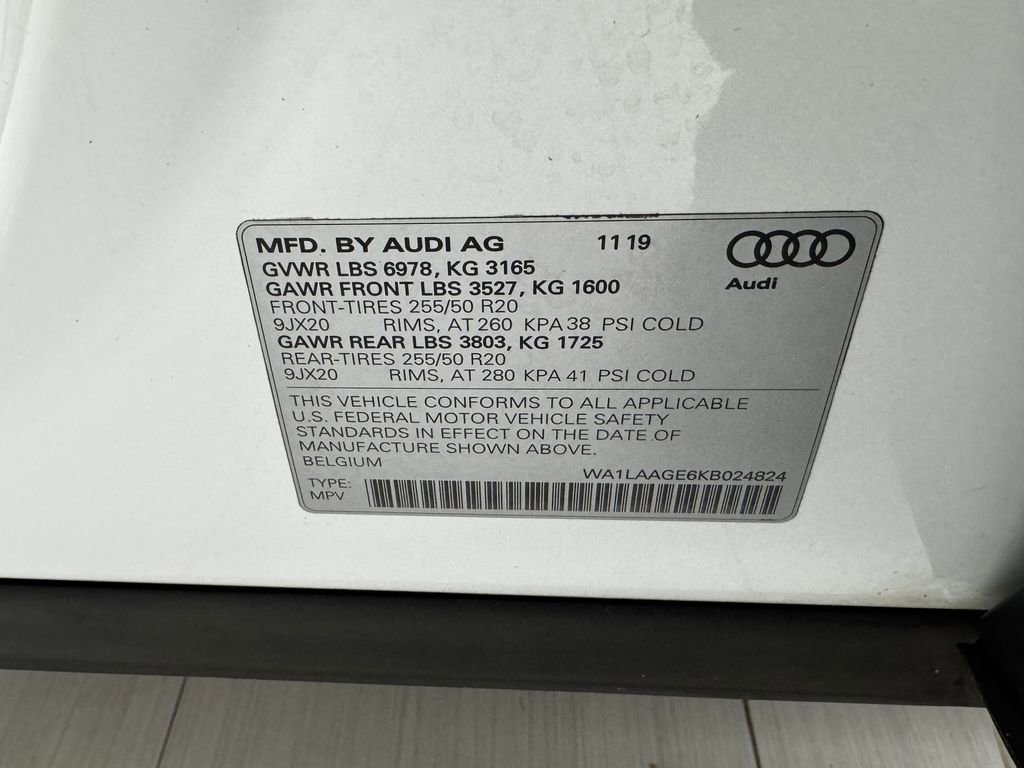 MFD. BY AUDI AG 11 19
Audi
GVWR LBS 6978, KG 3165
GAWR FRONT LBS 3527, KG 1600
FRONT-TIRES 255/50 R20
9JX20 RIMS, AT 260 KPA 38 PSI COLD
GAWR REAR LBS 3803, KG 1725
REAR-TIRES 255/50 R20
9JX20 RIMS, AT 280 KPA 41 PSI COLD
THIS VEHICLE CONFORMS TO ALL APPLICABLE
U.S. FEDERAL MOTOR VEHICLE SAFETY
STANDARDS IN EFFECT ON THE DATE OF
MANUFACTURE SHOWN ABOVE.
BELGIUM
WA1LAAGE6KB024824
TYPE:
MPV